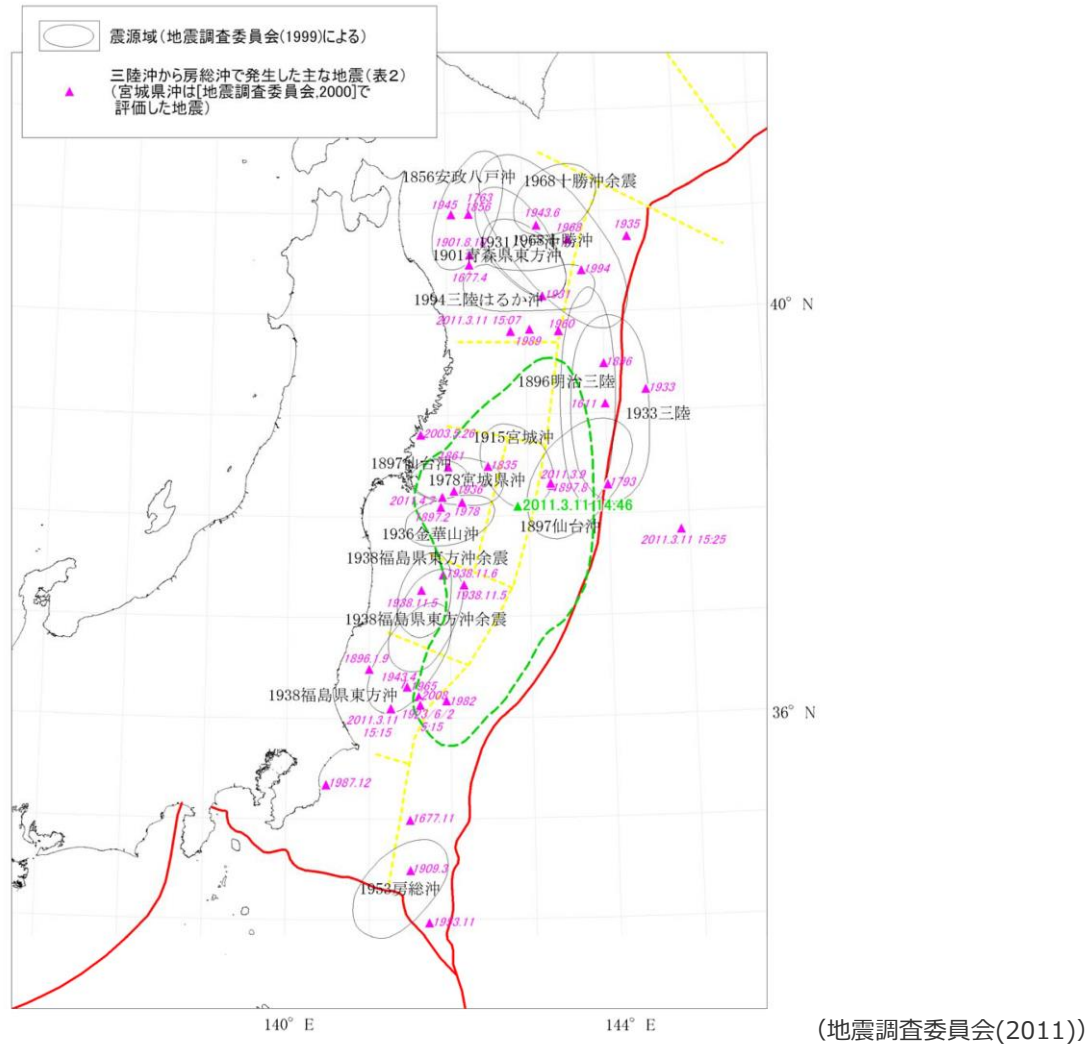 震源域(地震調査委員会(1999)による)
三陸沖から房総沖で発生した主な地震(表2)
(宮城県沖は[地震調査委員会,2000]で
評価した地震)
1856安政八戸沖
1968十勝沖余震
1763
1945
1856
1943.6
1968
1935
1968十勝沖
1901青森県東方沖
1677.4
1994
1931
1994三陸はるか沖
40° N
2011.3.11 15:07
1960
1989
1896
1896明治三陸
1933
1611
1933三陸
1915宮城沖
1861
1897仙台沖
1835
1978宮城県沖
2011.3.9
1897.8
1793
1936
1978
2011.3.11 14:46
1897.2
1897仙台沖
1936金華山沖
2011.3.11 15:25
1938福島県東方沖余震
1938.11.6
1938.11.5
1938.11.5
1938福島県東方沖余震
1896.1.9
1943.4
1965
1938福島県東方沖
2008
1982
36° N
2011.3.11
15:15
1923/6/2
5:15
1987.12
1677.11
1909.3
1953房総沖
1953.11
140° E
144° E
(地震調査委員会(2011))